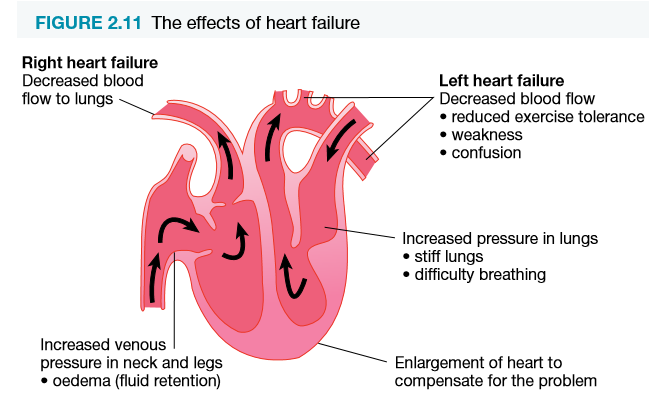 FIGURE 2.11 The effects of heart failure
Right heart failure
Decreased blood
flow to lungs
Left heart failure
Decreased blood flow
• reduced exercise tolerance
• weakness
• confusion
Increased pressure in lungs
• stiff lungs
• difficulty breathing
Increased venous
pressure in neck and legs
• oedema (fluid retention)
Enlargement of heart to
compensate for the problem